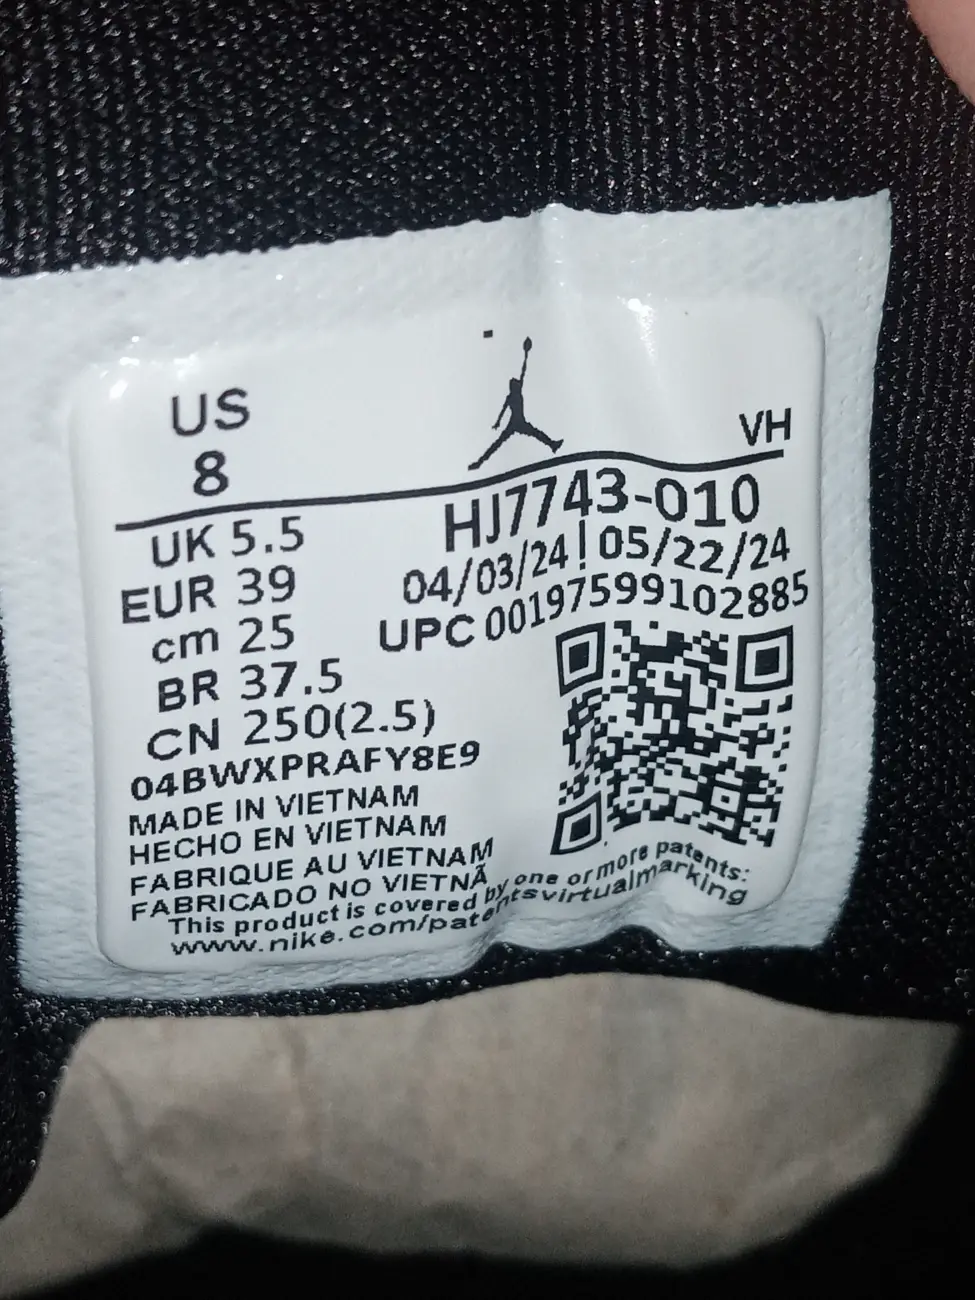 US
8
VH
UK 5.5
EUR 39
cm 25
BR 37.5
CN 250(2.5)
HJ7743-010
04/03/24 05/22/24
UPC 00197599102885
04BWXPRAFY8E9
MADE IN VIETNAM
HECHO EN VIETNAM
FABRIQUE AU VIETNAM
FABRICADO NO VIETNÃ
This product is covered by one or more patents:
www.nike.com/patentsvirtualmarking